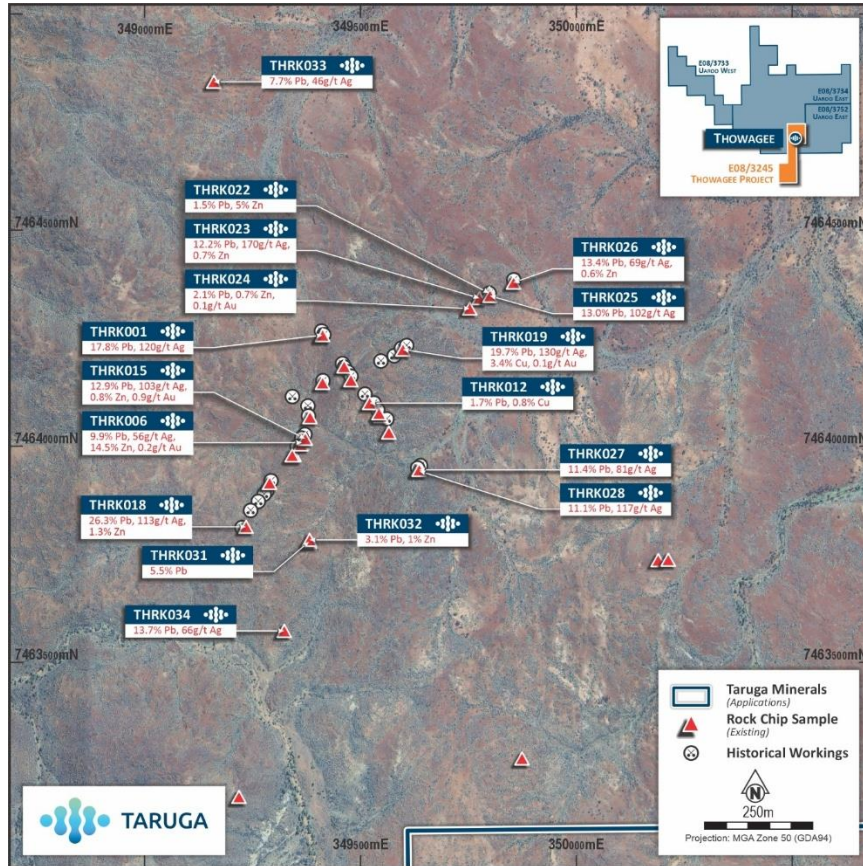 349000mE
349500mE
350000mE
THRK033
7.7% Pb, 46g/t Ag
E08/3733
UAROO WEST
E08/3734
UAROO EAST
E08/3752
UAROO EAST
THOWAGEE
E08/3245
THOWAGEE PROJECT
THRK022
1.5% Pb, 5% Zn
7464500mN
7464500mN
THRK023
12.2% Pb, 170g/t Ag,
0.7% Zn
THRK026
13.4% Pb, 69g/t Ag,
0.6% Zn
THRK024
2.1% Pb, 0.7% Zn,
0.1g/t Au
THRK025
13.0% Pb, 102g/t Ag
THRK001
17.8% Pb, 120g/t Ag
THRK019
19.7% Pb, 130g/t Ag,
3.4% Cu, 0.1g/t Au
THRK015
12.9% Pb, 103g/t Ag,
0.8% Zn, 0.9g/t Au
THRK012
1.7% Pb, 0.8% Cu
THRK006
9.9% Pb, 56g/t Ag,
14.5% Zn, 0.2g/t Au
7464000mN
7464000mN
THRK027
11.4% Pb, 81g/t Ag
THRK028
11.1% Pb, 117g/t Ag
THRK018
26.3% Pb, 113g/t Ag,
1.3% Zn
THRK032
3.1% Pb, 1% Zn
THRK031
5.5% Pb
THRK034
13.7% Pb, 66g/t Ag
7463500mN
7463500mN
Taruga Minerals
(Applications)
Rock Chip Sample
(Existing)
Historical Workings
N
250m
Projection: MGA Zone 50 (GDA94)
TARUGA
349000mE
349500mE
350000mE